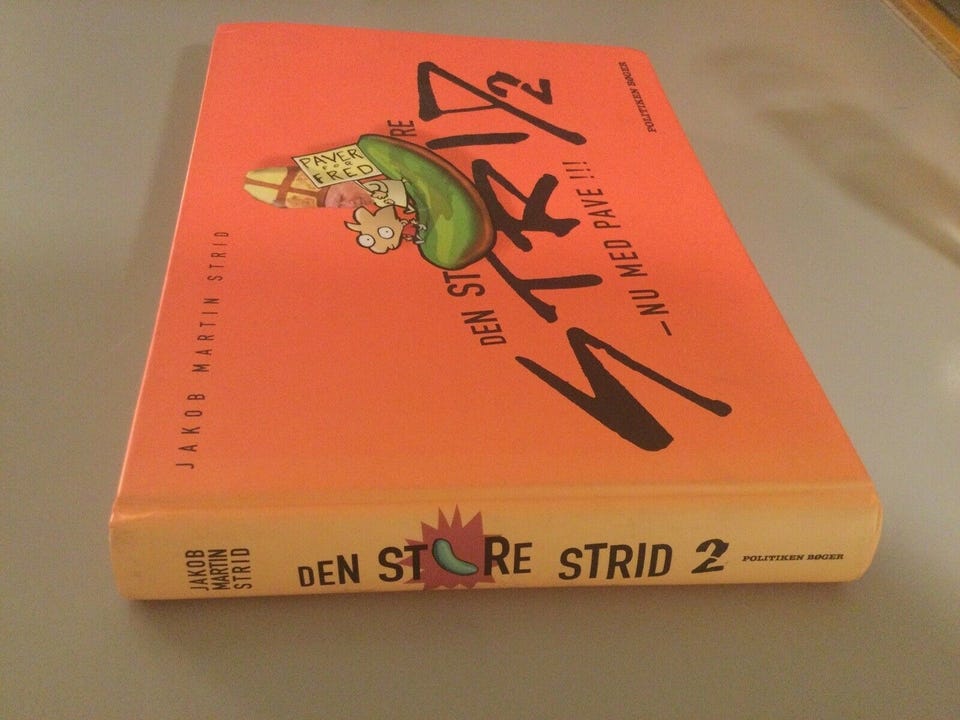 JAKOB MARTIN STRID
PAVER
FOR
FRED
DEN STORE
STRID 2
– NU MED PAVE !!!
POLITIKEN BØGER
JAKOB
MARTIN
STRID
DEN STORE STRID 2
POLITIKEN BØGER